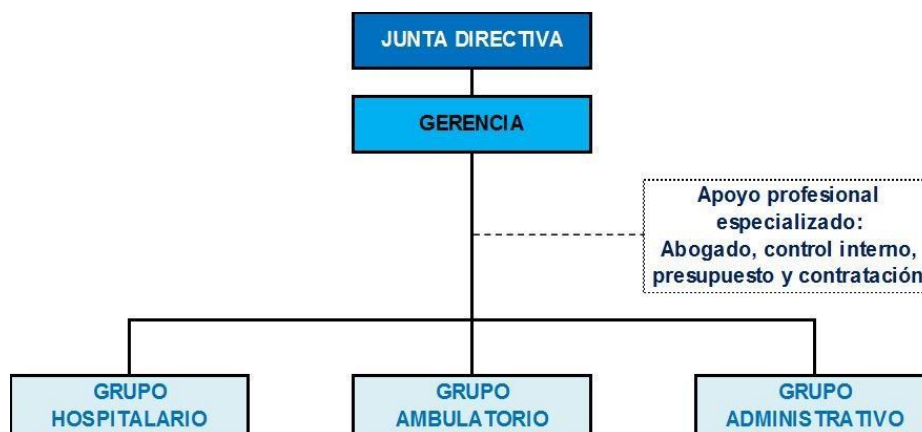 JUNTA DIRECTIVA
GERENCIA
Apoyo profesional
especializado:
Abogado, control interno,
presupuesto y contratación
GRUPO
HOSPITALARIO
GRUPO
AMBULATORIO
GRUPO
ADMINISTRATIVO